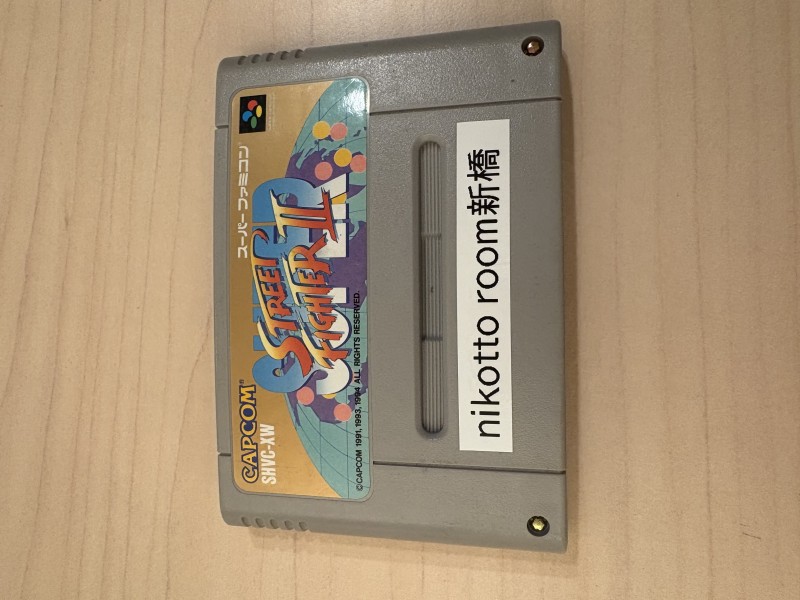 CAPCOM®
SHVC-XW
スーパーファミコン
SUPER
STREET
FIGHTER II
©CAPCOM 1991,1993,1994 ALL RIGHTS RESERVED.
nikotto room新橋